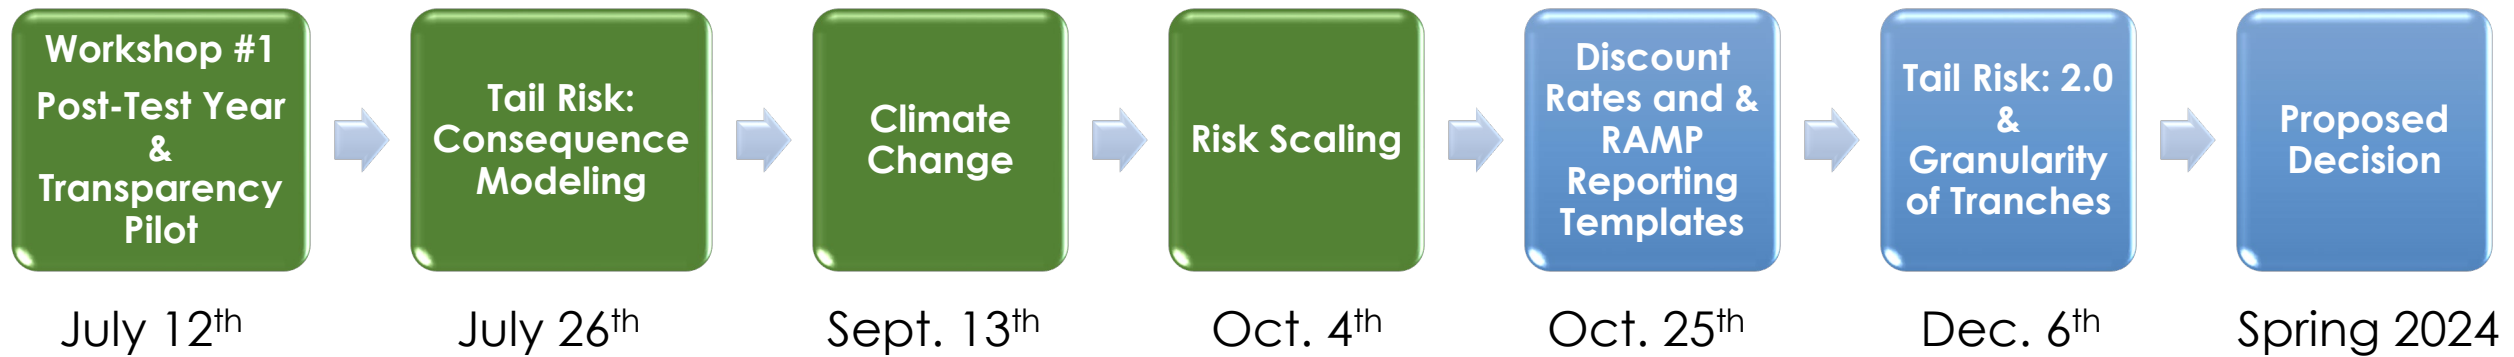 Workshop #1
Post-Test Year
&
Transparency
Pilot
Tail Risk:
Consequence
Modeling
Climate
Change
Risk Scaling
Discount
Rates and &
RAMP
Reporting
Templates
Tail Risk: 2.0
&
Granularity
of Tranches
Proposed
Decision
July 12th
July 26th
Sept. 13th
Oct. 4th
Oct. 25th
Dec. 6th
Spring 2024